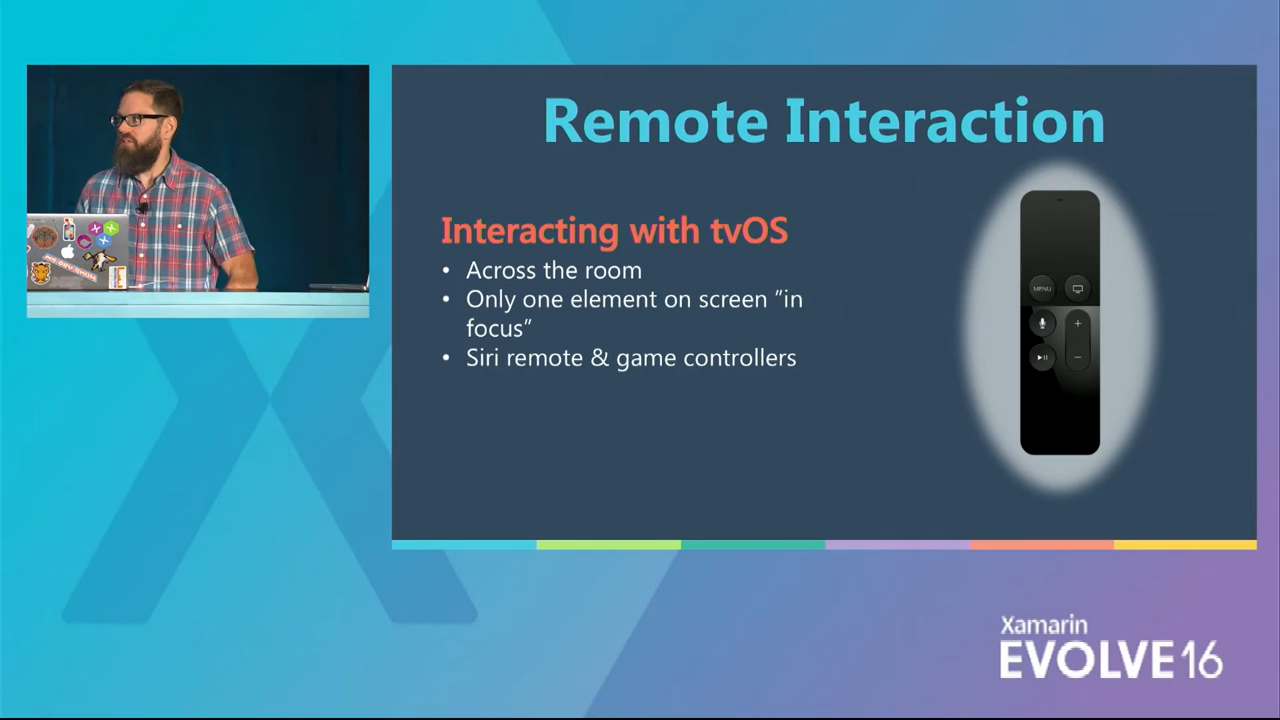 Remote Interaction
Interacting with tvOS
• Across the room
• Only one element on screen "in
focus"
• Siri remote & game controllers
MENU
Xamarin
EVOLVE16